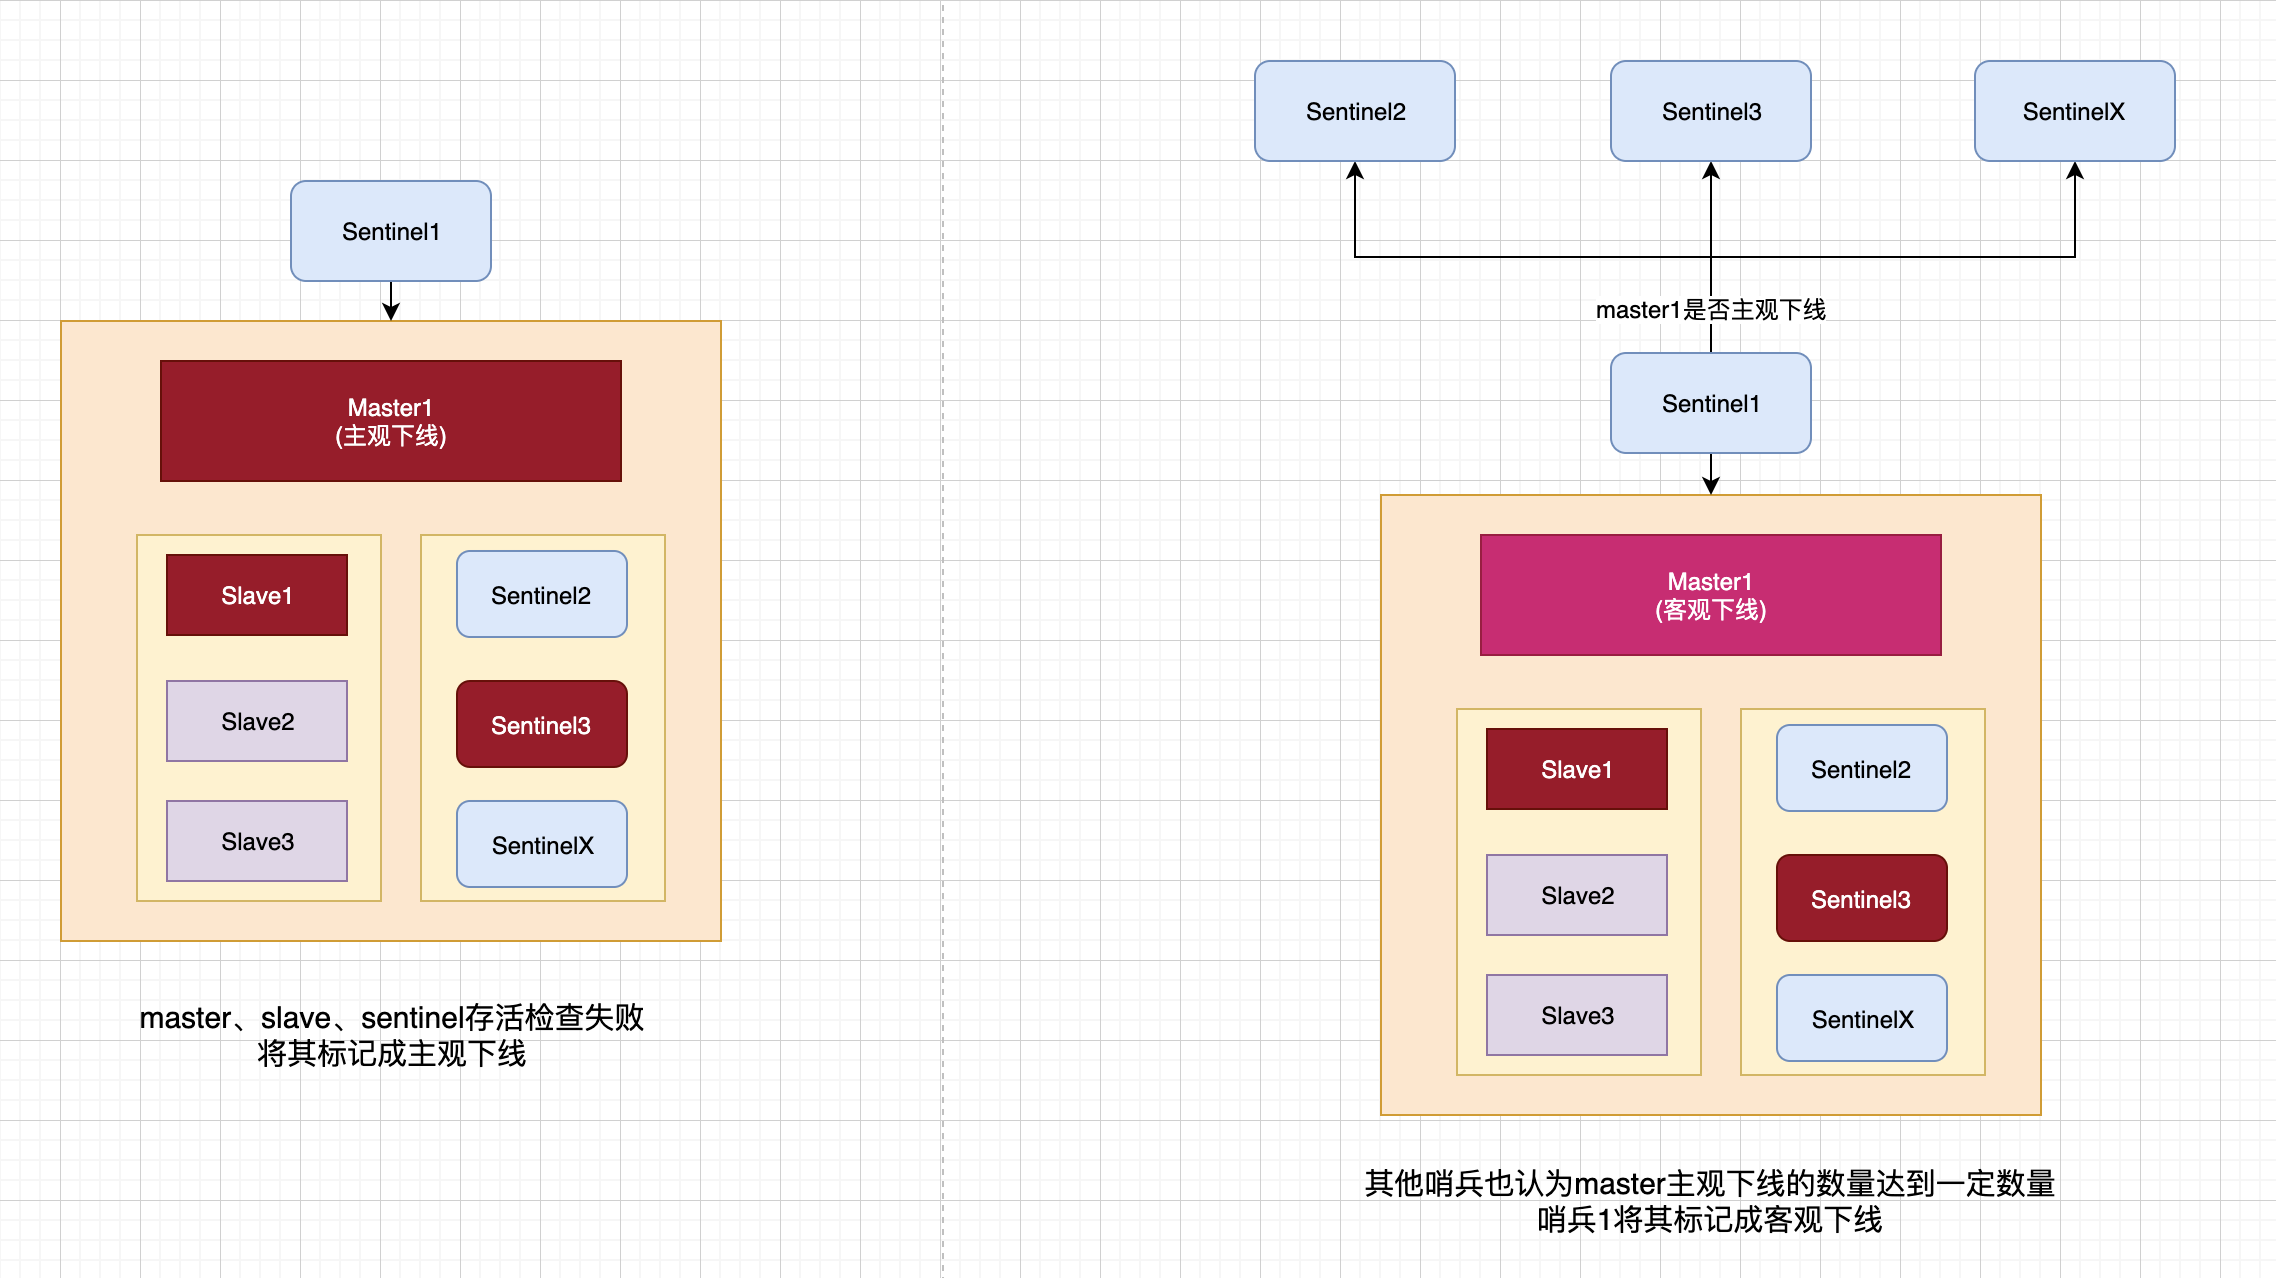 Sentinel1
Master1
(主观下线)
Slave1
Slave2
Slave3
Sentinel2
Sentinel3
SentinelX
master、slave、sentinel存活检查失败
将其标记成主观下线
Sentinel2
Sentinel3
SentinelX
master1是否主观下线
Sentinel1
Master1
(客观下线)
Slave1
Slave2
Slave3
Sentinel2
Sentinel3
SentinelX
其他哨兵也认为master主观下线的数量达到一定数量
哨兵1将其标记成客观下线